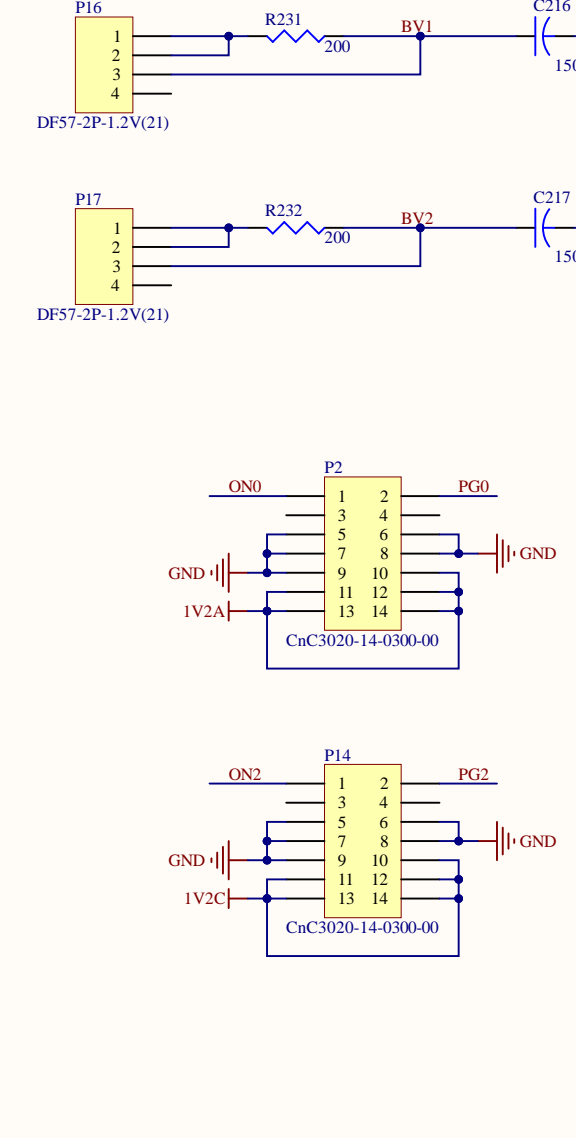 P16
C216
R231
BV1
200
150
1
2
3
4
DF57-2P-1.2V(21)
P17
C217
R232
BV2
200
150
1
2
3
4
DF57-2P-1.2V(21)
P2
ON0
PG0
1 2
3 4
5 6
7 8
9 10
11 12
13 14
GND
GND
1V2A
CnC3020-14-0300-00
P14
ON2
PG2
1 2
3 4
5 6
7 8
9 10
11 12
13 14
GND
GND
1V2C
CnC3020-14-0300-00